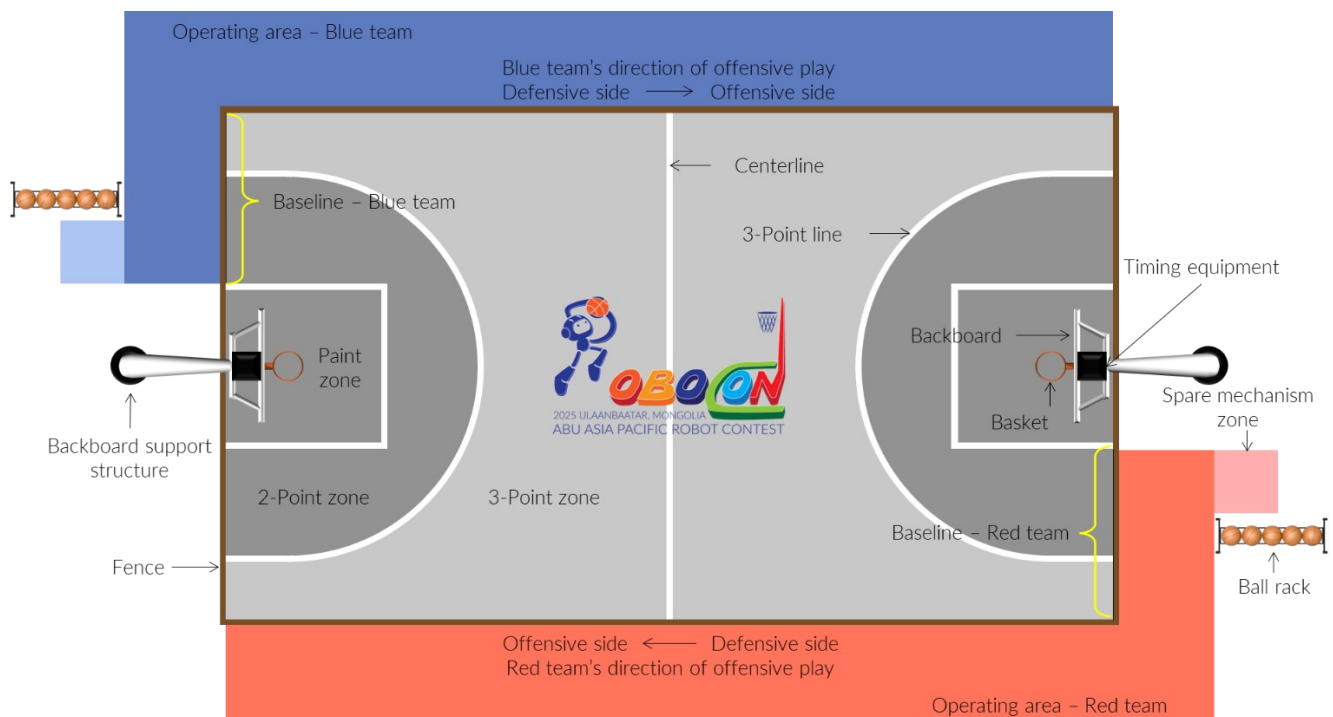 Operating area – Blue team
Blue team's direction of offensive play
Defensive side → Offensive side
Centerline
Baseline – Blue team
3-Point line
Timing equipment
Backboard
Paint
zone
OBOCON
2025 ULAANBAATAR, MONGOLIA
ABU ASIA PACIFIC ROBOT CONTEST
Basket
Spare mechanism
zone
Backboard support
structure
2-Point zone
3-Point zone
Baseline – Red team
Fence
Ball rack
Offensive side ← Defensive side
Red team's direction of offensive play
Operating area – Red team